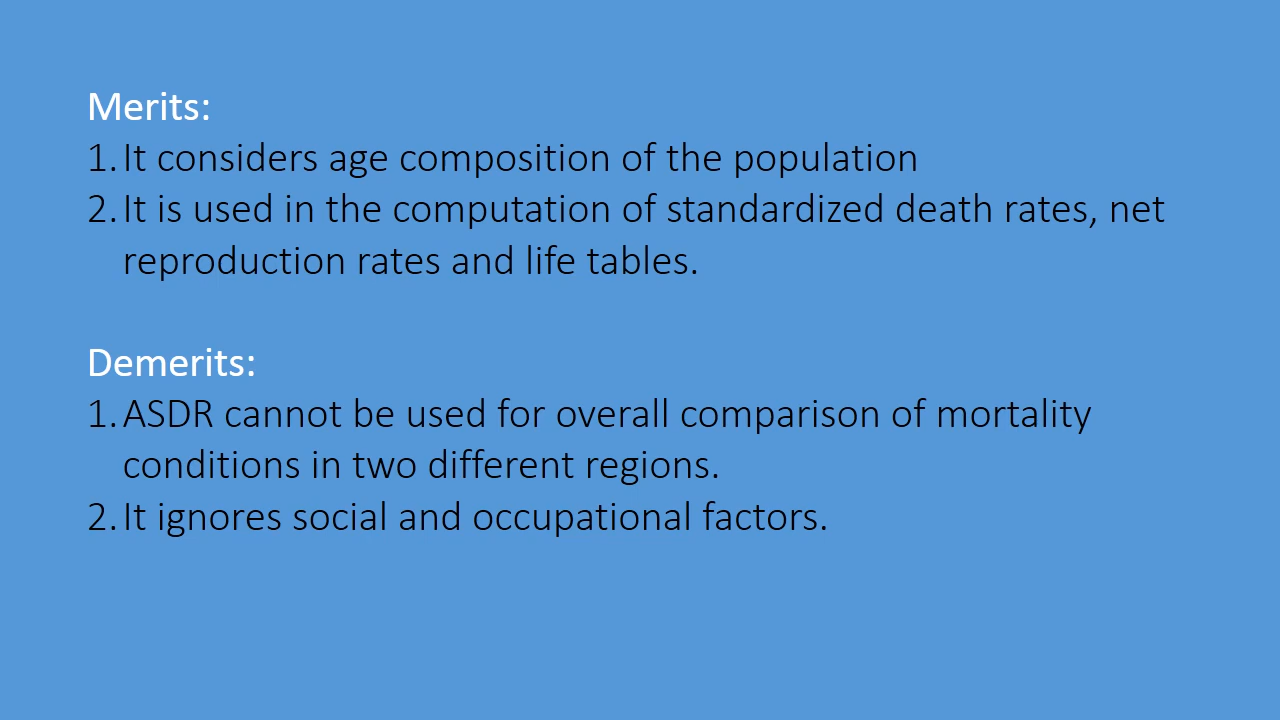 Merits:
1. It considers age composition of the population
2. It is used in the computation of standardized death rates, net
reproduction rates and life tables.
Demerits:
1. ASDR cannot be used for overall comparison of mortality
conditions in two different regions.
2. It ignores social and occupational factors.